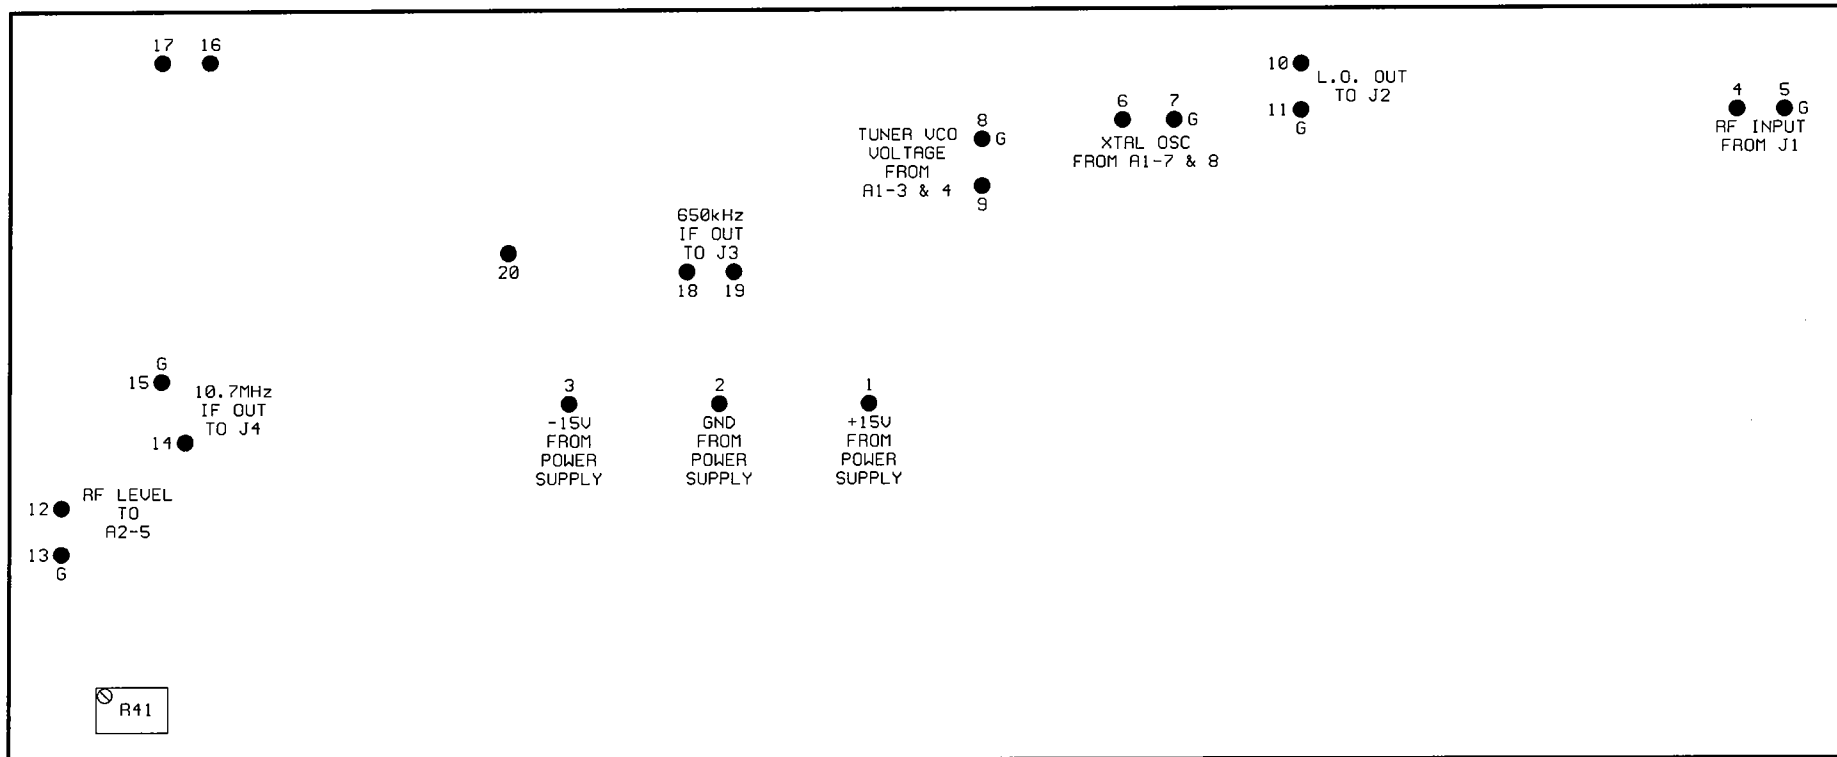 17 16
10
L.O. OUT
TO J2
11
G
4 5
G
RF INPUT
FROM J1
6 7
G
XTAL OSC
FROM A1-7 & 8
8
G
TUNER VCO
VOLTAGE
FROM
A1-3 & 4
9
650kHz
IF OUT
TO J3
18 19
20
G
15
10.7MHz
IF OUT
TO J4
14
3
-15V
FROM
POWER
SUPPLY
2
GND
FROM
POWER
SUPPLY
1
+15V
FROM
POWER
SUPPLY
12
RF LEVEL
TO
A2-5
13
G
R41